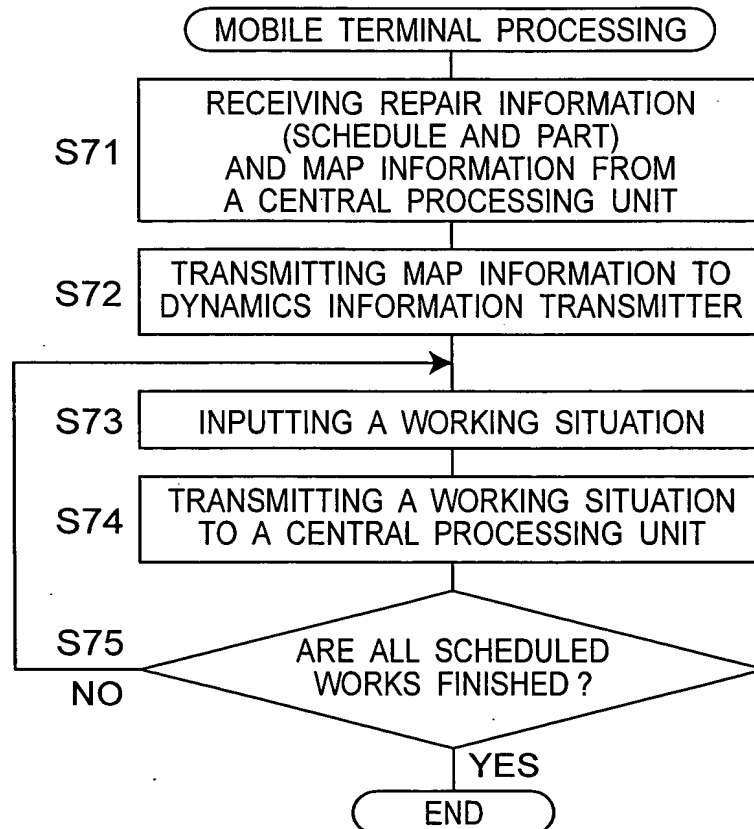 MOBILE TERMINAL PROCESSING
S71
RECEIVING REPAIR INFORMATION
(SCHEDULE AND PART)
AND MAP INFORMATION FROM
A CENTRAL PROCESSING UNIT
S72
TRANSMITTING MAP INFORMATION TO
DYNAMICS INFORMATION TRANSMITTER
S73
INPUTTING A WORKING SITUATION
S74
TRANSMITTING A WORKING SITUATION
TO A CENTRAL PROCESSING UNIT
S75
ARE ALL SCHEDULED
WORKS FINISHED ?
NO
YES
END